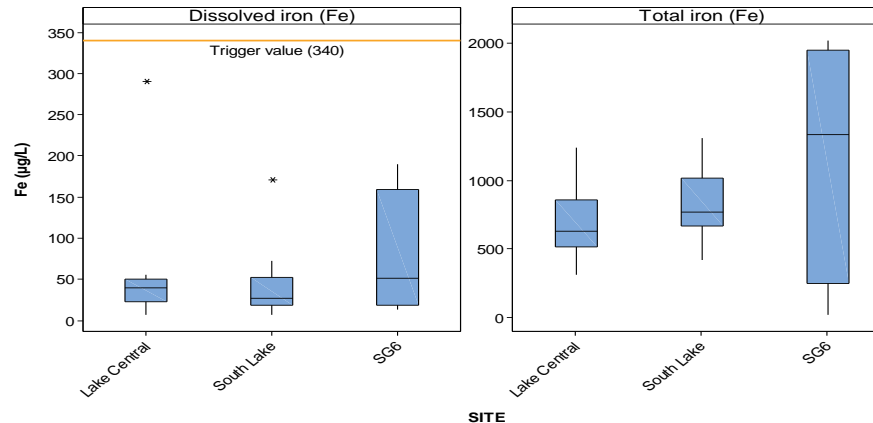 Dissolved iron (Fe)
Total iron (Fe)
Fe (µg/L)
350
300
250
200
150
100
50
0
Trigger value (340)
2000
1500
1000
500
0
Lake Central
South Lake
SG6
Lake Central
South Lake
SG6
SITE